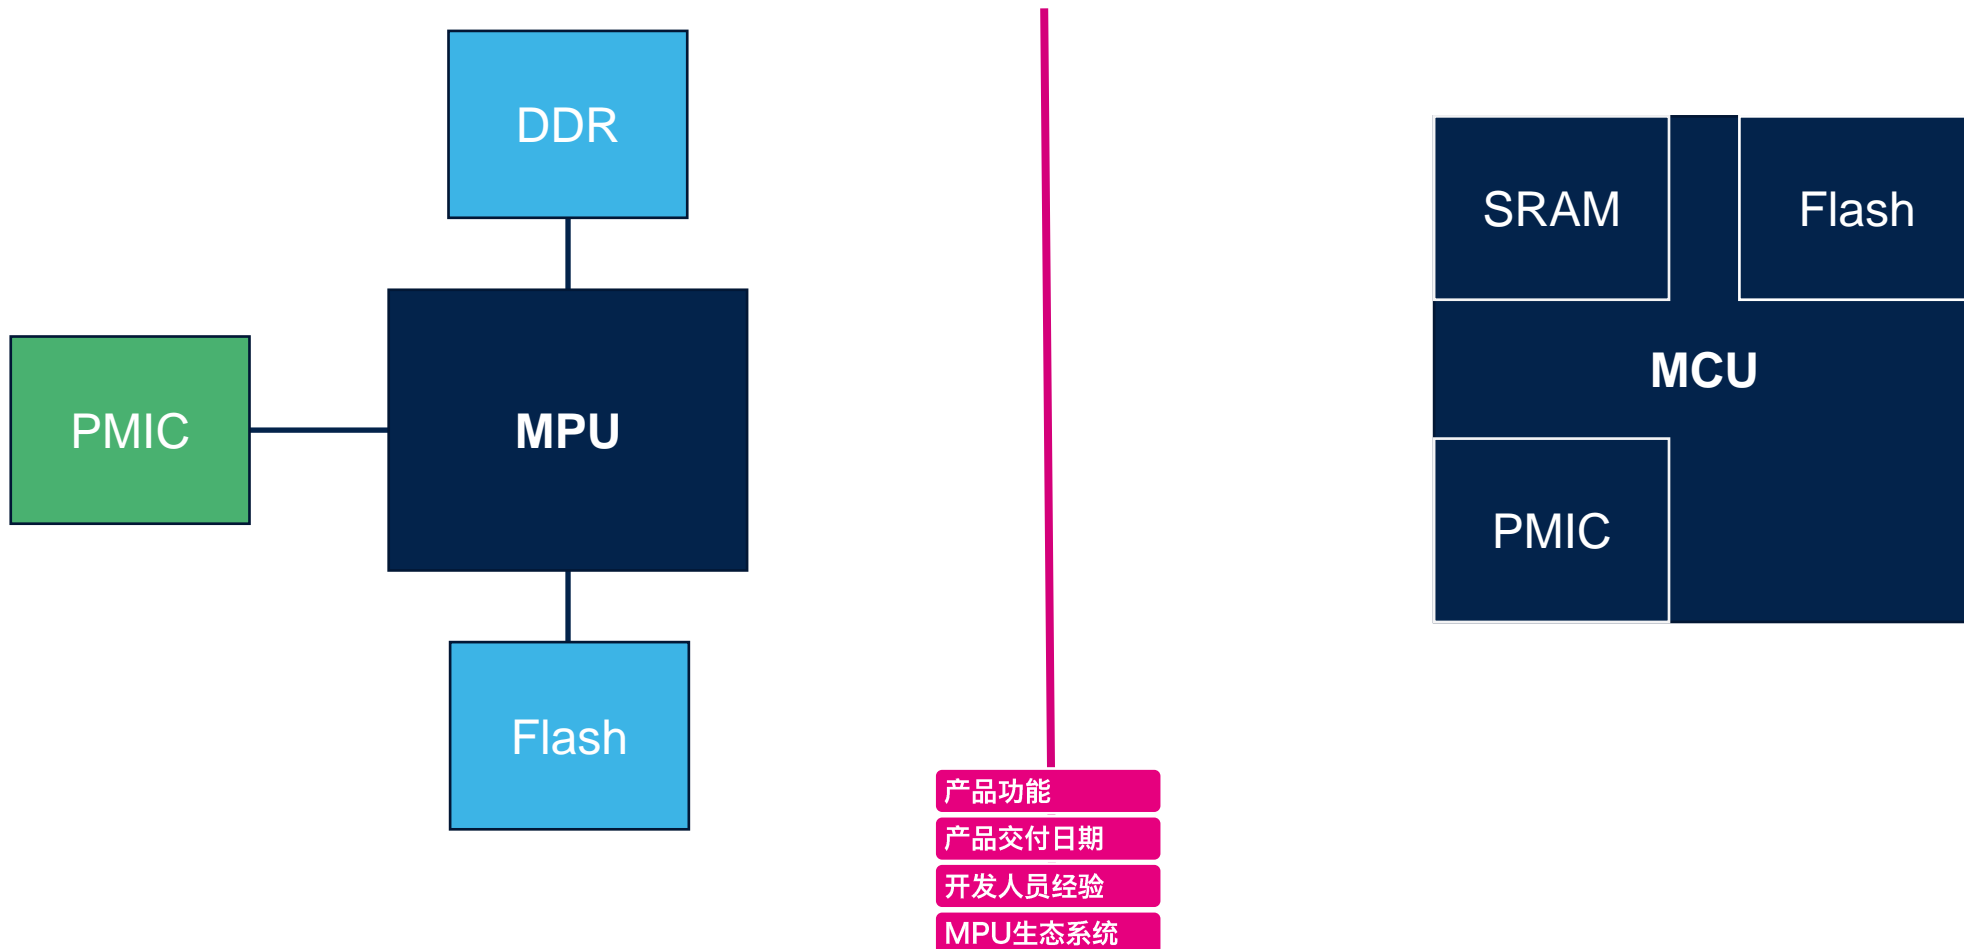 DDR
PMIC
MPU
Flash
SRAM
Flash
MCU
PMIC
产品功能
产品交付日期
开发人员经验
MPU生态系统